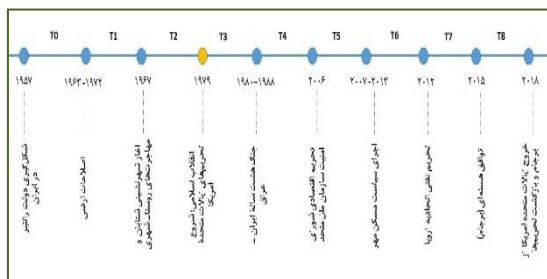 T0 T1 T2 T3 T4 T5 T6 T7 T8
۱۹۵۷ ۱۹۶۳-۱۹۷۲ ۱۹۶۷ ۱۹۷۹ ۱۹۸۰-۱۹۸۸ ۲۰۰۶ ۲۰۰۷-۲۰۱۳ ۲۰۱۲ ۲۰۱۵ ۲۰۱۸
شکل‌گیری دولت رانتیر
در ایران
اصلاحات ارضی
آغاز شهرنشینی شتابان و
مهاجرت‌های روستا-شهری
انقلاب اسلامی؛ شروع
تحریم‌های ایالات متحدۀ
آمریکا
جنگ هشت سالۀ ایران -
عراق
تحریم اقتصادی شورای
امنیت سازمان ملل متحد
اجرای سیاست مسکن مهر
تحریم نفتی اتحادیه اروپا
توافق هسته‌ای (برجام)
خروج ایالات متحده آمریکا از
برجام و بازگشت تحریم‌ها